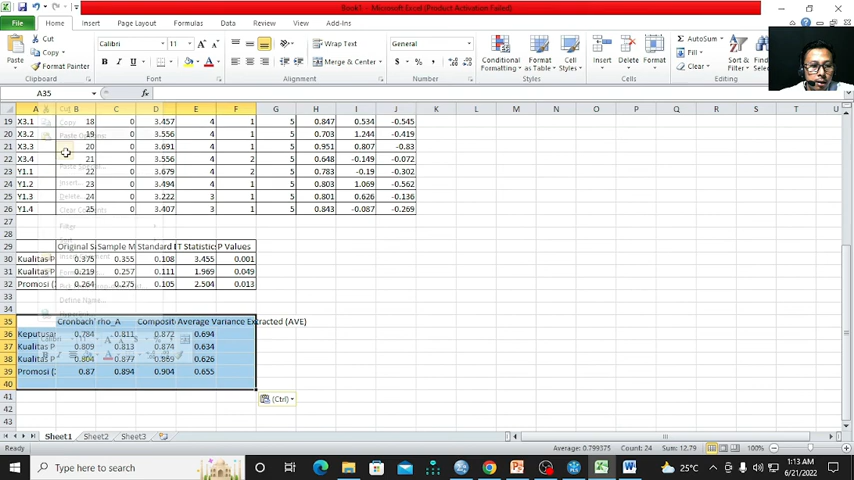 Book1 - Microsoft Excel (Product Activation Failed)
File Home Insert Page Layout Formulas Data Review View Add-Ins
Cut
Copy
Format Painter
Paste
Clipboard
Calibri 11
B I U
Font
Wrap Text
Merge & Center
Alignment
General
$ % ,
Number
Conditional Formatting
Format as Table
Cell Styles
Styles
Insert Delete Format
Cells
AutoSum
Fill
Clear
Sort & Filter
A35 fx
A B C D E F G H I J K L M N O P Q R S T U
19 X3.1 18 0 3.457 4 1 5 0.847 0.534 -0.545
20 X3.2 19 0 3.556 4 1 5 0.703 1.244 -0.419
21 X3.3 20 0 3.691 4 1 5 0.951 0.807 -0.83
22 X3.4 21 0 3.556 4 2 5 0.648 -0.149 -0.072
23 Y1.1 22 0 3.679 4 2 5 0.783 -0.19 0.302
24 Y1.2 23 0 3.494 4 1 5 0.803 1.069 -0.562
25 Y1.3 24 0 3.222 3 1 5 0.801 0.626 -0.136
26 Y1.4 25 0 3.407 3 1 5 0.843 -0.087 -0.269
27
28
29 Original S Sample M Standard T Statistics P Values
30 Kualitas P 0.375 0.355 0.108 3.455 0.001
31 Kualitas P 0.219 0.257 0.111 1.969 0.049
32 Promosi ( 0.264 0.275 0.105 2.504 0.013
33
34
35 Cronbach' rho_A Composit Average Variance Extracted (AVE)
36 Keputusa 0.784 0.811 0.872 0.694
37 Kualitas P 0.809 0.813 0.874 0.634
38 Kualitas P 0.804 0.877 0.869 0.626
39 Promosi ( 0.87 0.894 0.904 0.655
40
41
42
43
Cut
Copy
Paste Options:
Paste Special...
Insert...
Delete...
Clear Contents
Filter
Define Name...
(Ctrl)
Sheet1 Sheet2 Sheet3
Ready Average: 0.799375 Count: 24 Sum: 12.79 100%
Type here to search
25°C
1:13 AM
6/21/2022